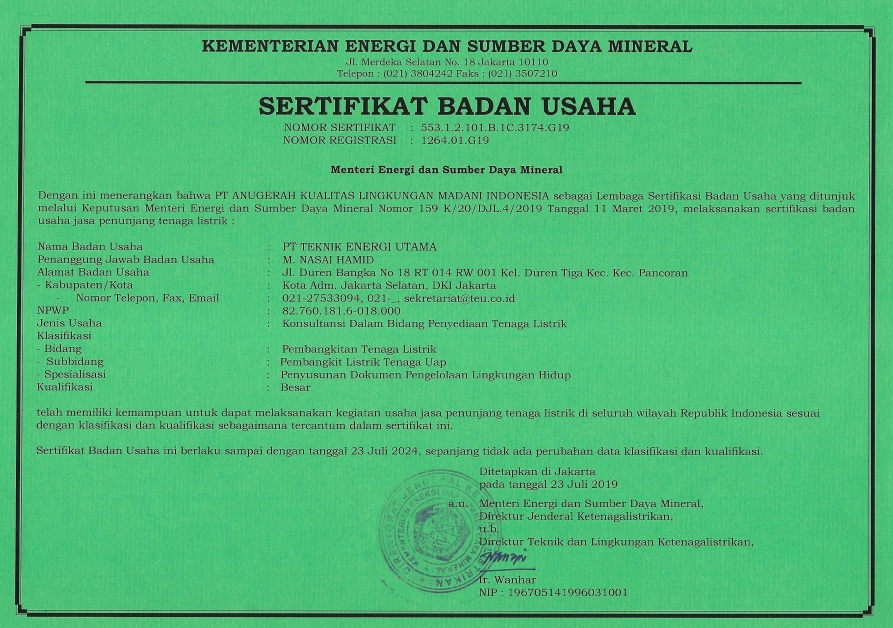 KEMENTERIAN ENERGI DAN SUMBER DAYA MINERAL
Jl. Merdeka Selatan No. 18 Jakarta 10110
Telepon : (021) 3804242 Faks : (021) 3507210
SERTIFIKAT BADAN USAHA
NOMOR SERTIFIKAT : 553.1.2.101.B.1C.3174.G19
NOMOR REGISTRASI : 1264.01.G19
Menteri Energi dan Sumber Daya Mineral
Dengan ini menerangkan bahwa PT ANUGERAH KUALITAS LINGKUNGAN MADANI INDONESIA sebagai Lembaga Sertifikasi Badan Usaha yang ditunjuk
melalui Keputusan Menteri Energi dan Sumber Daya Mineral Nomor 159 K/20/DJL.4/2019 Tanggal 11 Maret 2019, melaksanakan sertifikasi badan
usaha jasa penunjang tenaga listrik :
Nama Badan Usaha : PT TEKNIK ENERGI UTAMA
Penanggung Jawab Badan Usaha : M. NASAI HAMID
Alamat Badan Usaha : Jl. Duren Bangka No 18 RT 014 RW 001 Kel. Duren Tiga Kec. Kec. Pancoran
- Kabupaten/Kota : Kota Adm. Jakarta Selatan, DKI Jakarta
- Nomor Telepon, Fax, Email : 021-27533094, 021-_, sekretariat@teu.co.id
NPWP : 82.760.181.6-018.000
Jenis Usaha : Konsultansi Dalam Bidang Penyediaan Tenaga Listrik
Klasifikasi
- Bidang : Pembangkitan Tenaga Listrik
- Subbidang : Pembangkit Listrik Tenaga Uap
- Spesialisasi : Penyusunan Dokumen Pengelolaan Lingkungan Hidup
Kualifikasi : Besar
telah memiliki kemampuan untuk dapat melaksanakan kegiatan usaha jasa penunjang tenaga listrik di seluruh wilayah Republik Indonesia sesuai
dengan klasifikasi dan kualifikasi sebagaimana tercantum dalam sertifikat ini.
Sertifikat Badan Usaha ini berlaku sampai dengan tanggal 23 Juli 2024, sepanjang tidak ada perubahan data klasifikasi dan kualifikasi.
Ditetapkan di Jakarta
pada tanggal 23 Juli 2019
a.n. Menteri Energi dan Sumber Daya Mineral,
Direktur Jenderal Ketenagalistrikan,
u.b.
Direktur Teknik dan Lingkungan Ketenagalistrikan,
Ir. Wanhar
NIP : 196705141996031001